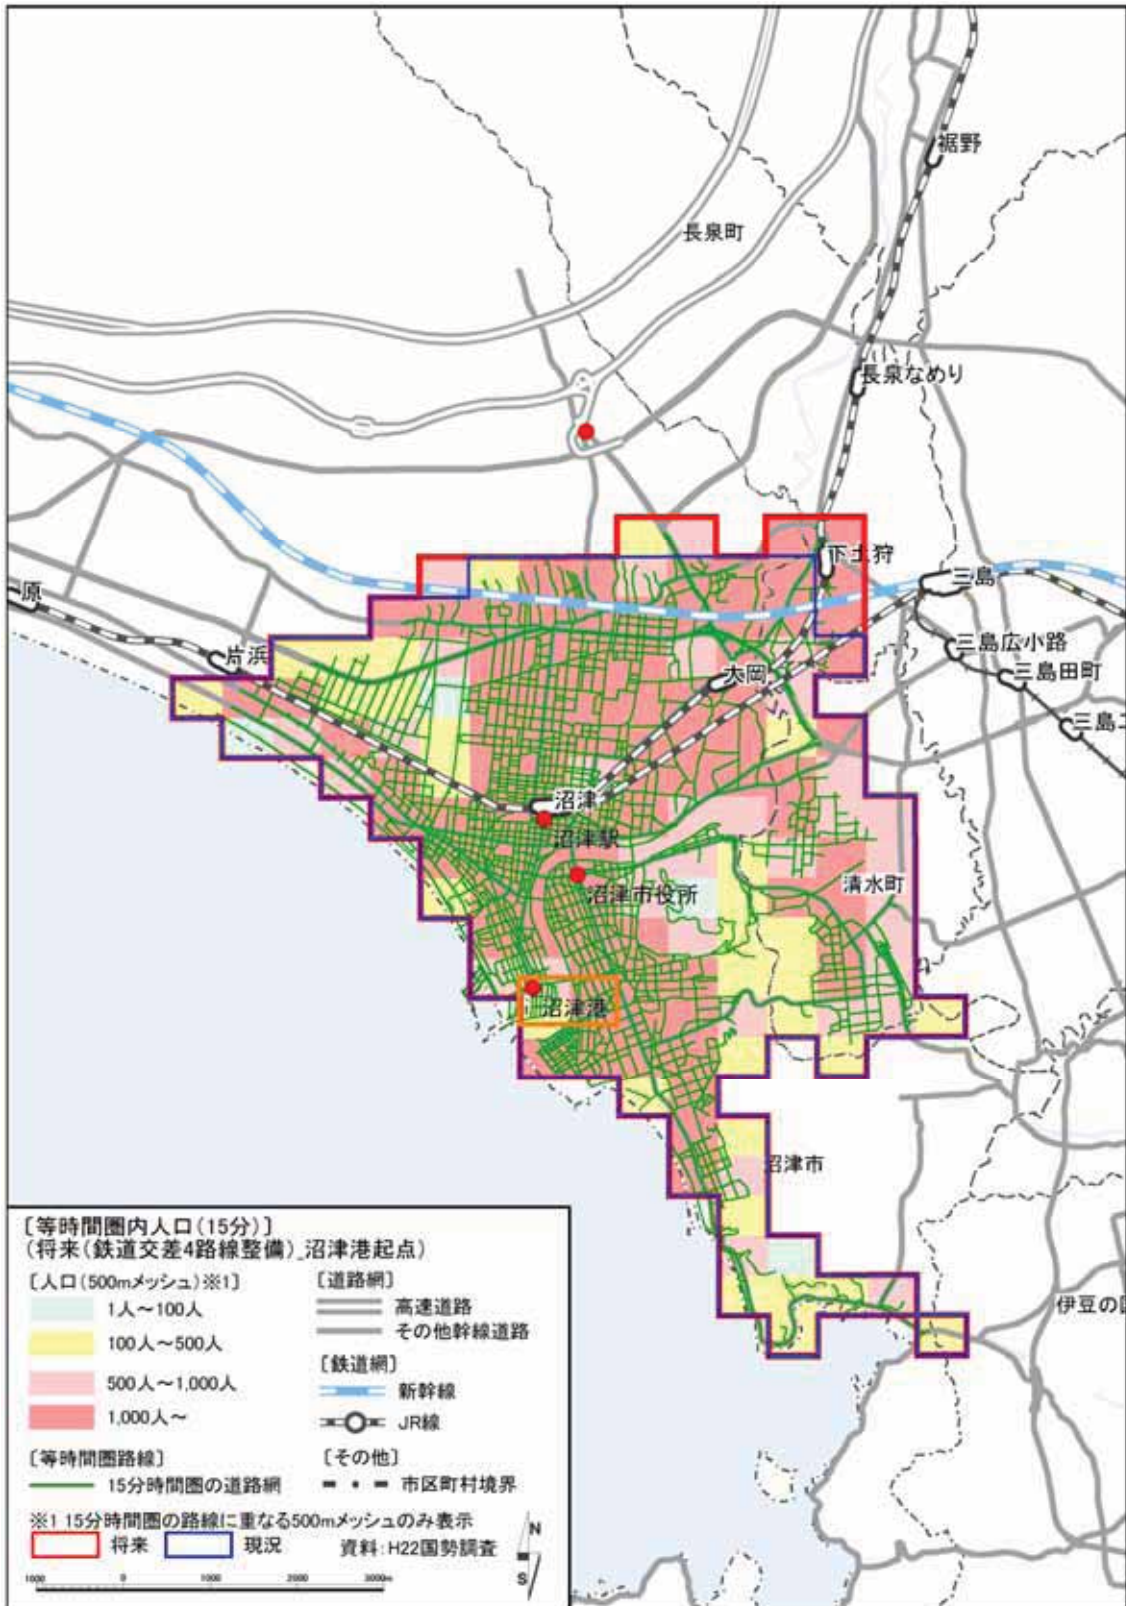 裾野
長泉町
長泉なめり
下土狩
三島
原
片浜
三島広小路
大岡
三島田町
三島二
沼津
沼津駅
沼津市役所
清水町
沼津港
沼津市
伊豆の国
［等時間圏内人口(15分)］
(将来(鉄道交差4路線整備)_沼津港起点)
［人口(500mメッシュ)※1］
1人～100人
100人～500人
500人～1,000人
1,000人～
［道路網］
高速道路
その他幹線道路
［鉄道網］
新幹線
JR線
［等時間圏路線］
15分時間圏の道路網
［その他］
市区町村境界
※1 15分時間圏の路線に重なる500mメッシュのみ表示
将来 現況 資料：H22国勢調査
N
S
1000 0 1000 2000 3000m